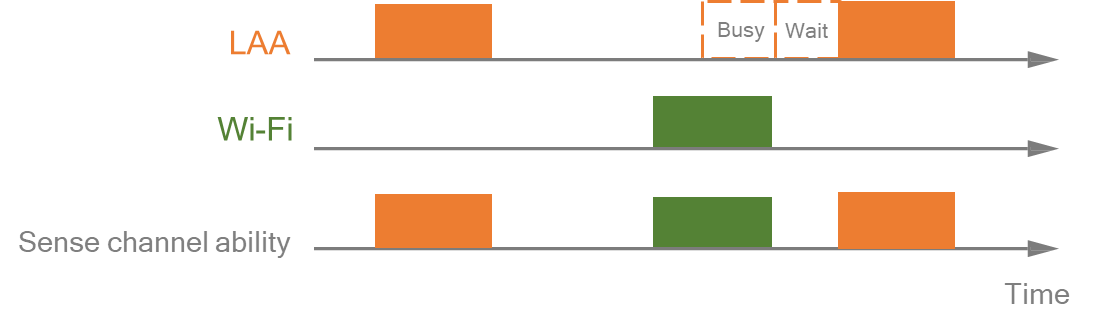 LAA
Busy
Wait
Wi-Fi
Sense channel ability
Time